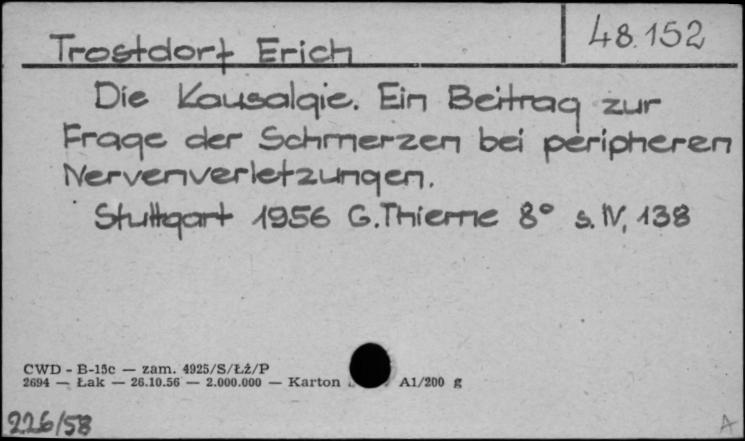 48.152
Trostdorf Erich
Die Kausalgie. Ein Beitrag zur
Frage der Schmerzen bei peripheren
Nervenverletzungen.
Stuttgart 1956 G. Thieme 8° s. IV, 138
CWD - B-15c — zam. 4925/S/Łż/P
2694 — Łak — 26.10.56 — 2.000.000 — Karton A1/200 g
226/58
A